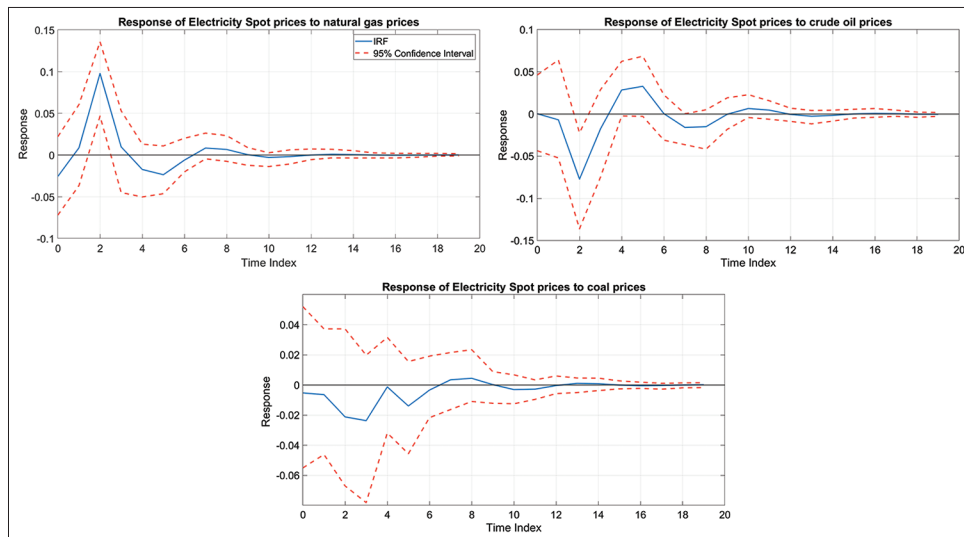 Response of Electricity Spot prices to natural gas prices
0.15
0.1
0.05
0
0.05
-0.1
Response
IRF
95% Confidence Interval
0 2 4 6 8 10 12 14 16 18 20
Time Index
Response of Electricity Spot prices to crude oil prices
0.1
0.05
0
-0.05
-0.1
-0.15
Response
0 2 4 6 8 10 12 14 16 18 20
Time Index
Response of Electricity Spot prices to coal prices
0.04
0.02
0
-0.02
-0.04
-0.06
Response
0 2 4 6 8 10 12 14 16 18 20
Time Index